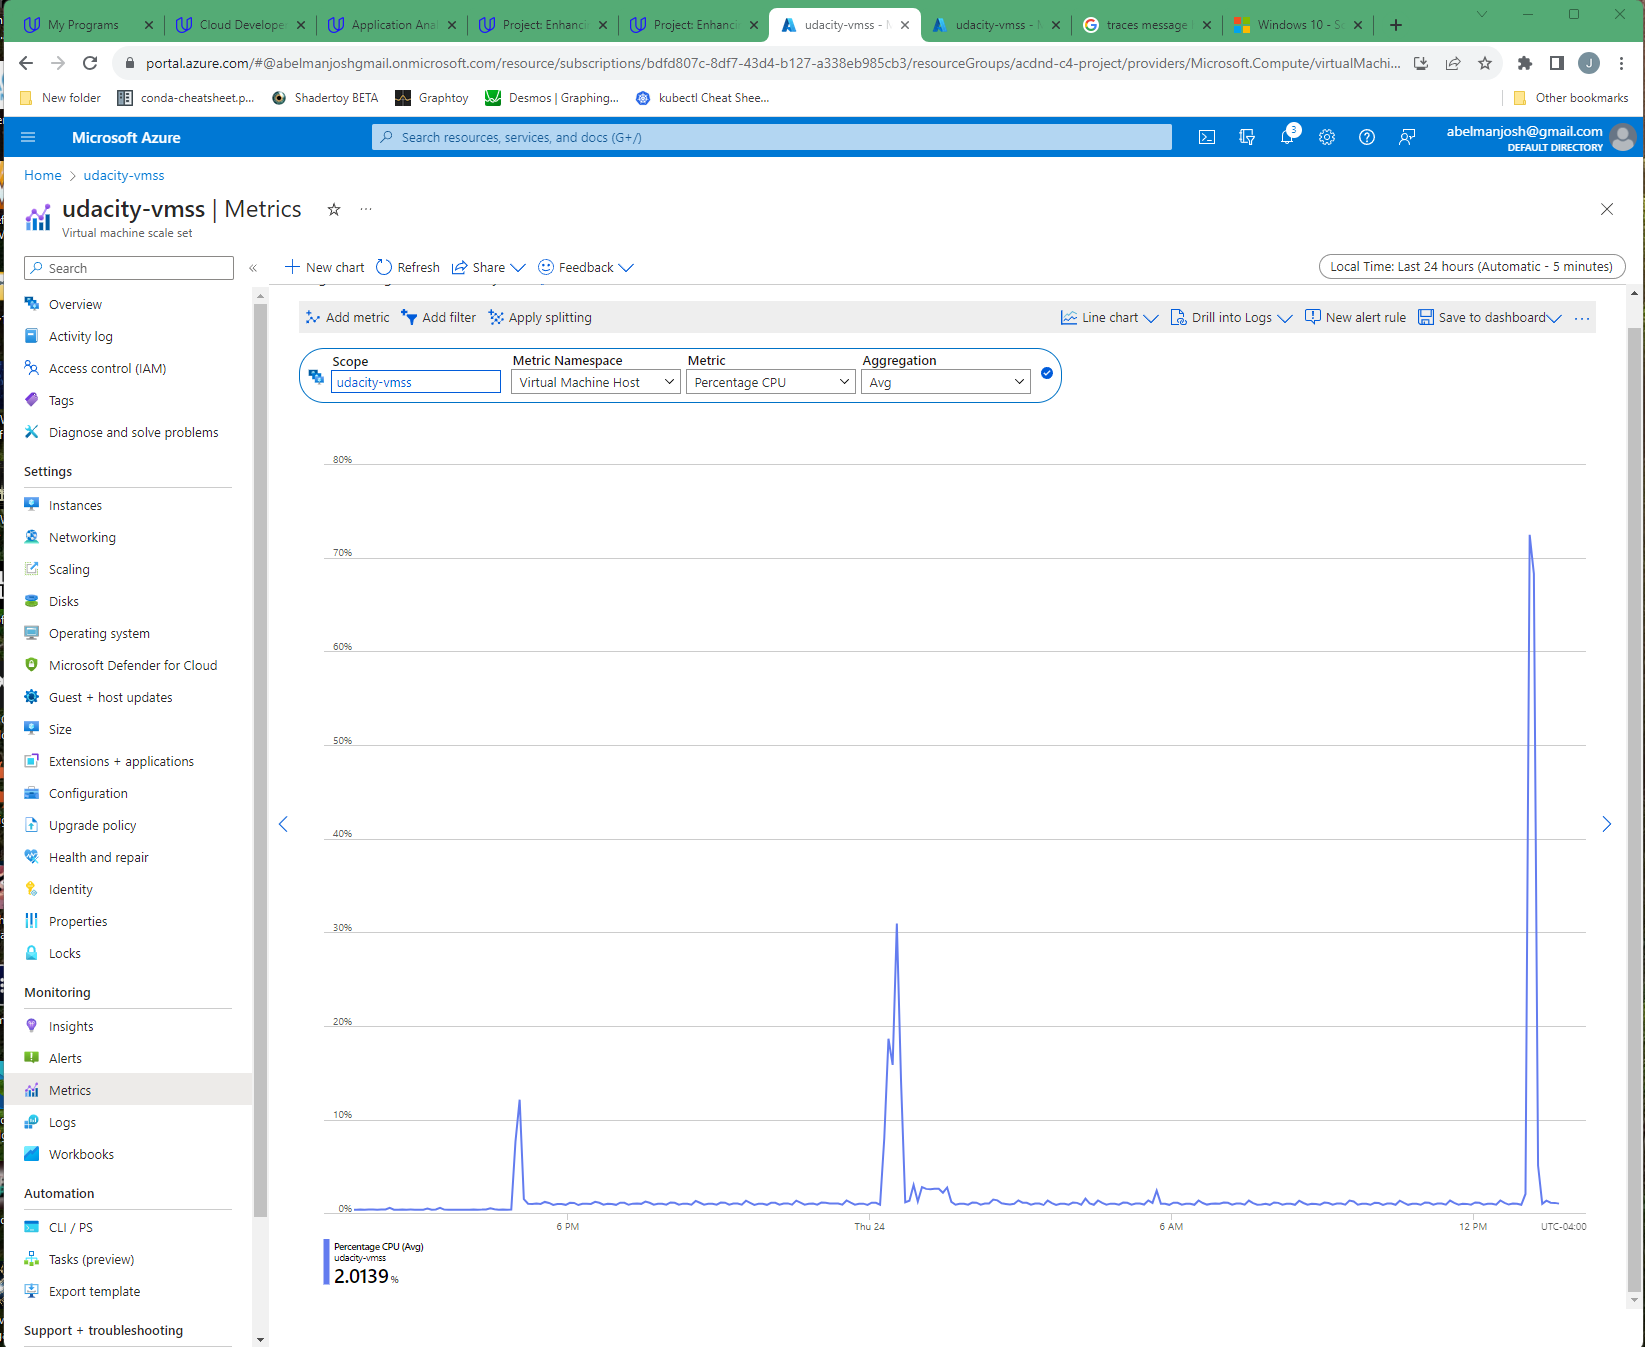 My Programs
Cloud Develope
Application Ana
Project: Enhanci
Project: Enhanci
udacity-vmss - M
udacity-vmss - M
traces message
Windows 10 - S
portal.azure.com/#@abelmanjoshgmail.onmicrosoft.com/resource/subscriptions/bdfd807c-8df7-43d4-b127-a338eb985cb3/resourceGroups/acdnd-c4-project/providers/Microsoft.Compute/virtualMachi...
J
New folder
conda-cheatsheet.p...
Shadertoy BETA
Graphtoy
Desmos | Graphing...
kubectl Cheat Shee...
Other bookmarks
Microsoft Azure
Search resources, services, and docs (G+/)
3
abelmanjosh@gmail.com
DEFAULT DIRECTORY
Home > udacity-vmss
udacity-vmss | Metrics
Virtual machine scale set
Search
New chart
Refresh
Share
Feedback
Local Time: Last 24 hours (Automatic - 5 minutes)
Overview
Activity log
Access control (IAM)
Tags
Diagnose and solve problems
Settings
Instances
Networking
Scaling
Disks
Operating system
Microsoft Defender for Cloud
Guest + host updates
Size
Extensions + applications
Configuration
Upgrade policy
Health and repair
Identity
Properties
Locks
Monitoring
Insights
Alerts
Metrics
Logs
Workbooks
Automation
CLI / PS
Tasks (preview)
Export template
Support + troubleshooting
Add metric
Add filter
Apply splitting
Line chart
Drill into Logs
New alert rule
Save to dashboard
Scope
udacity-vmss
Metric Namespace
Virtual Machine Host
Metric
Percentage CPU
Aggregation
Avg
80%
70%
60%
50%
40%
30%
20%
10%
0%
6 PM
Thu 24
6 AM
12 PM
UTC-04:00
Percentage CPU (Avg)
udacity-vmss
2.0139 %